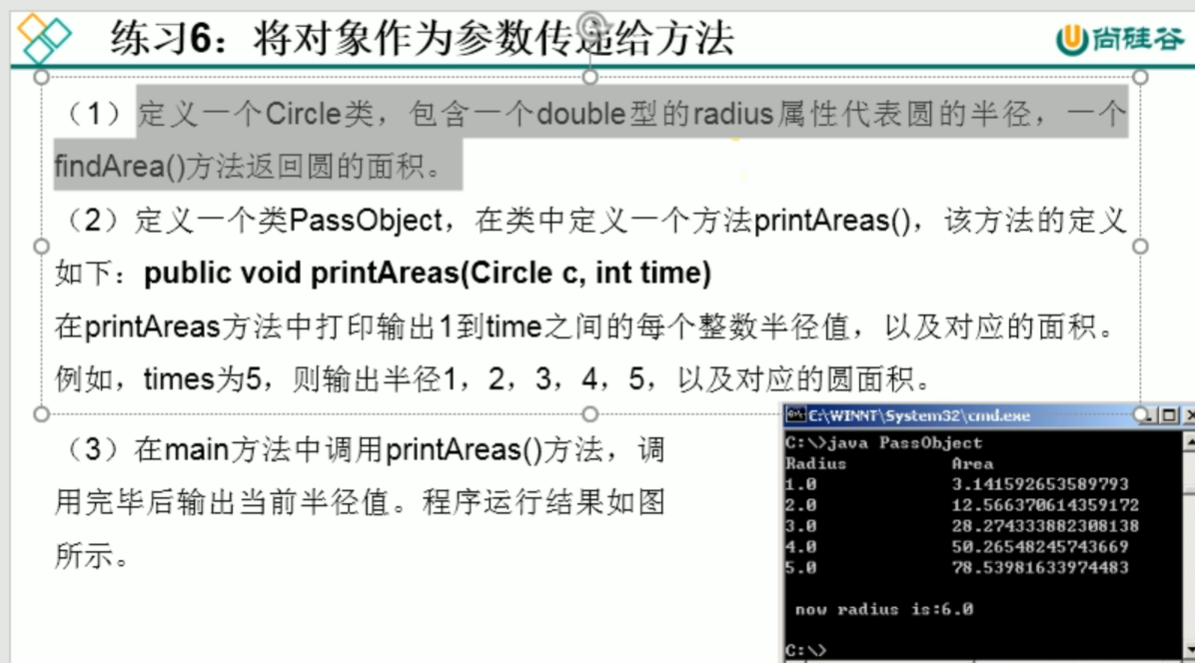 练习6：将对象作为参数传递给方法
尚硅谷
（1）定义一个Circle类，包含一个double型的radius属性代表圆的半径，一个
findArea()方法返回圆的面积。
（2）定义一个类PassObject，在类中定义一个方法printAreas()，该方法的定义
如下：public void printAreas(Circle c, int time)
在printAreas方法中打印输出1到time之间的每个整数半径值，以及对应的面积。
例如，times为5，则输出半径1，2，3，4，5，以及对应的圆面积。
（3）在main方法中调用printAreas()方法，调
用完毕后输出当前半径值。程序运行结果如图
所示。
C:\WINNT\System32\cmd.exe
C:\>java PassObject
Radius Area
1.0 3.141592653589793
2.0 12.566370614359172
3.0 28.274333882308138
4.0 50.26548245743669
5.0 78.53981633974483
now radius is:6.0
C:\>